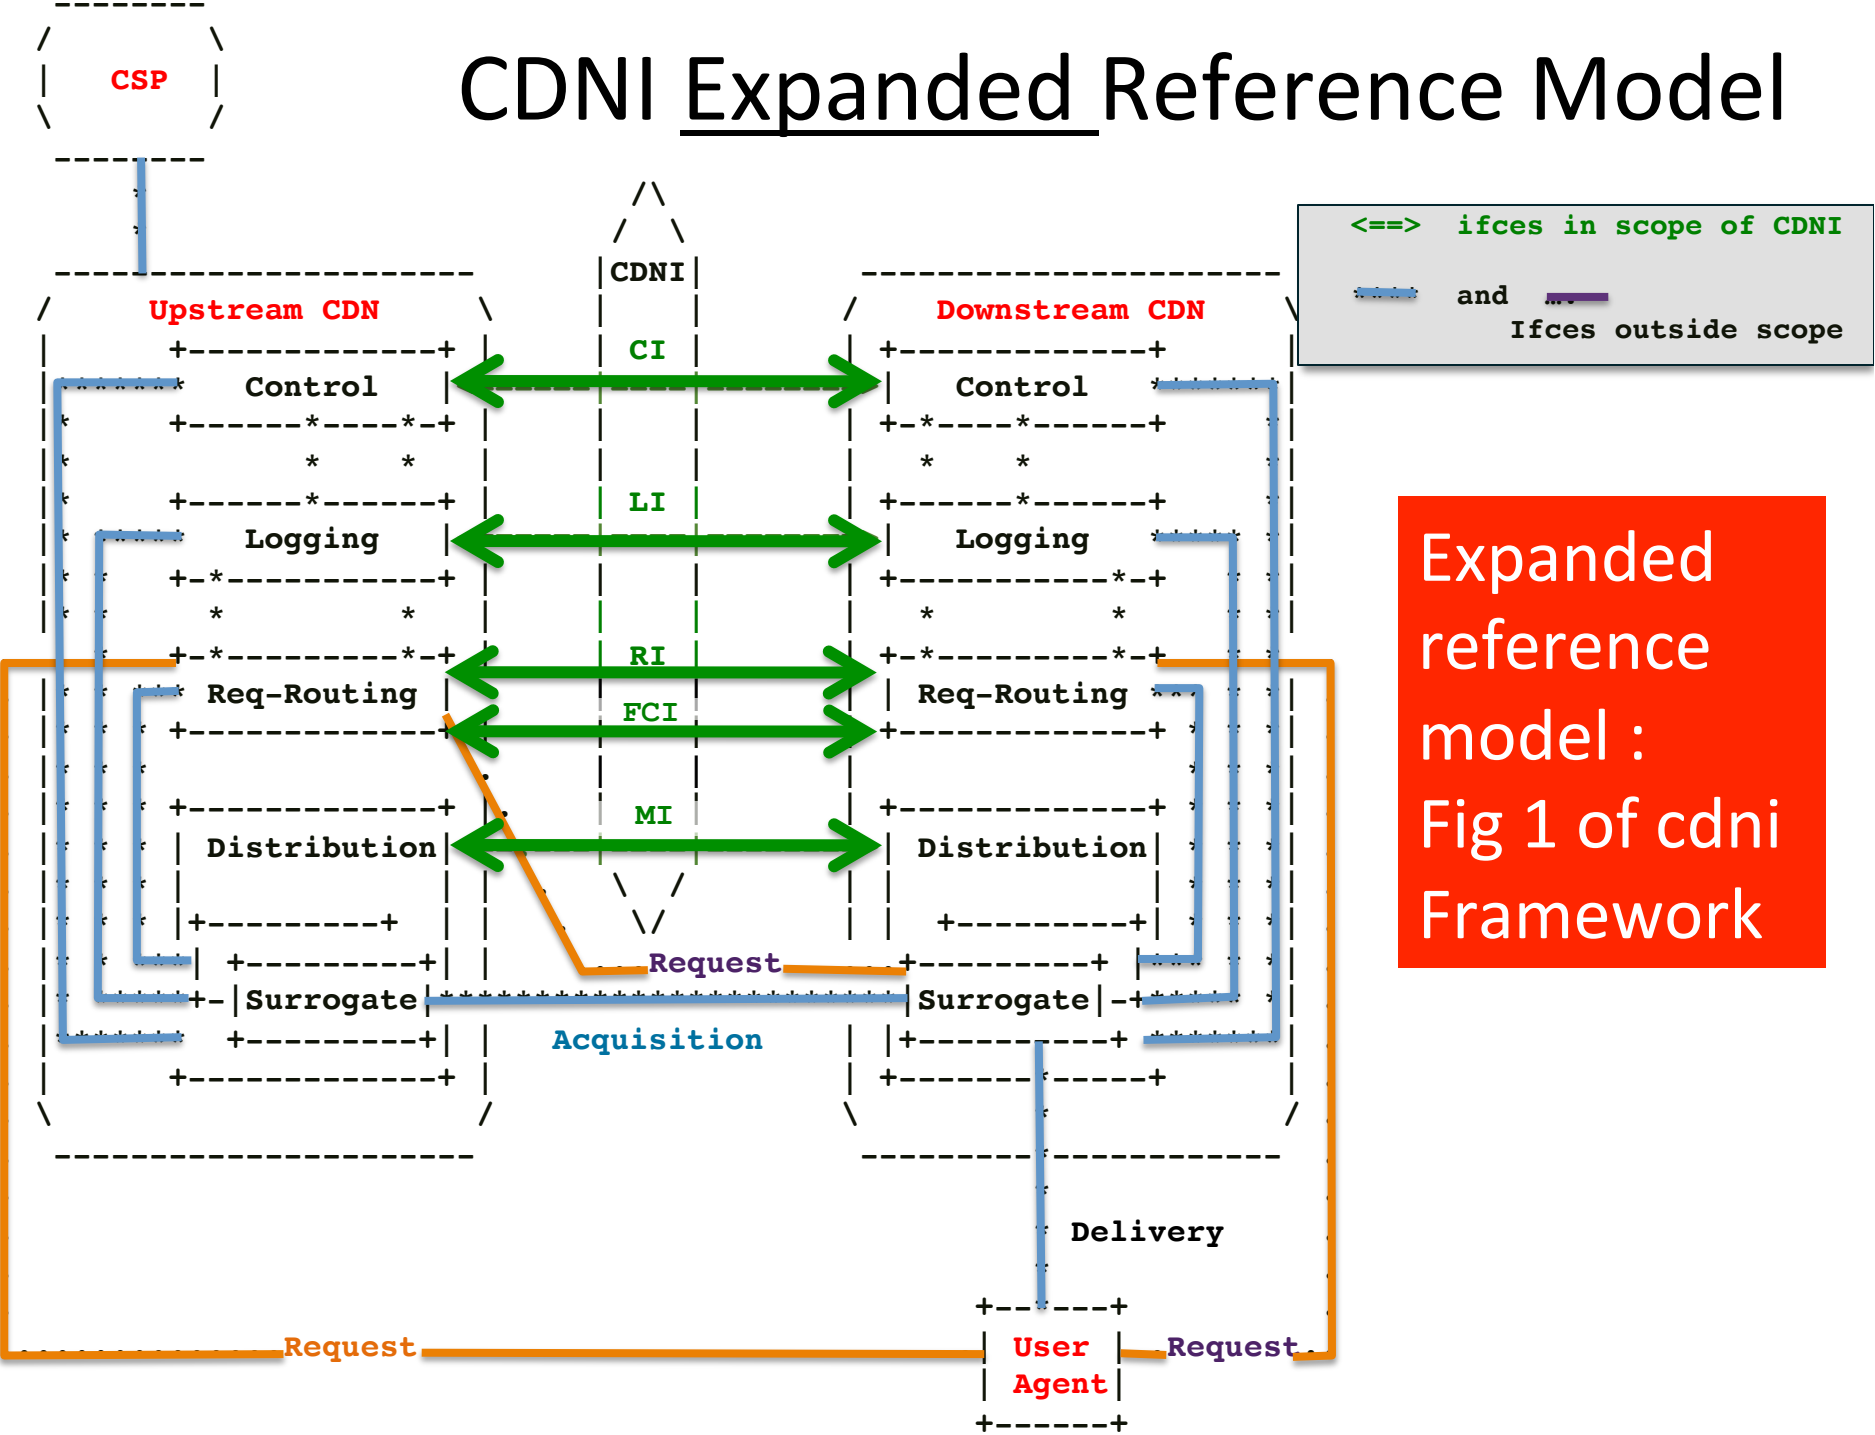 CSP
CDNI Expanded Reference Model
<==> ifces in scope of CDNI
**** and ….
Ifces outside scope
CDNI
Upstream CDN
Downstream CDN
CI
Control
Control
LI
Logging
Logging
RI
Req-Routing
Req-Routing
FCI
MI
Distribution
Distribution
Request
Surrogate
Surrogate
Acquisition
Delivery
Request
User
Agent
Request
Expanded
reference
model :
Fig 1 of cdni
Framework